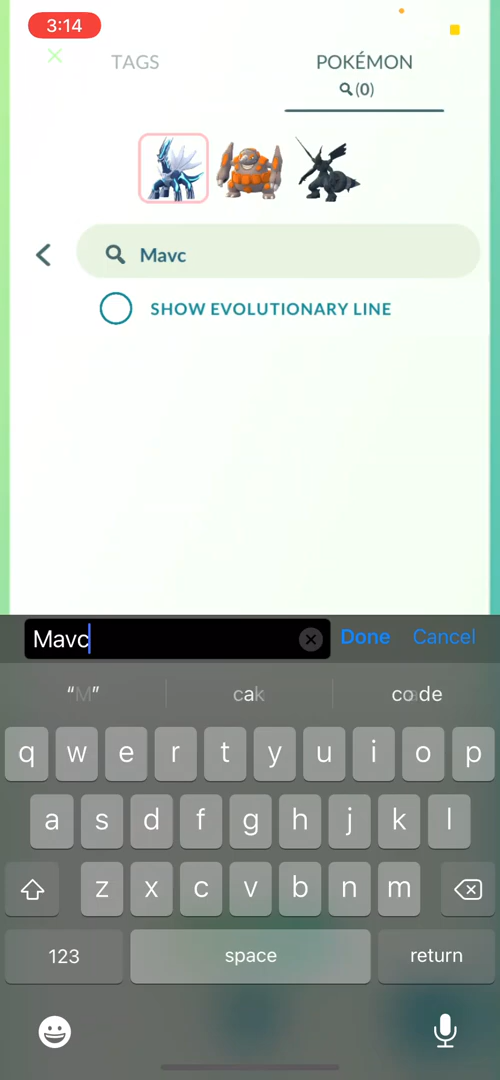 3:14
TAGS
POKÉMON
(0)
Mavc
SHOW EVOLUTIONARY LINE
Mavc
Done
Cancel
“M”
cak
code
q w e r t y u i o p
a s d f g h j k l
z x c v b n m
123
space
return